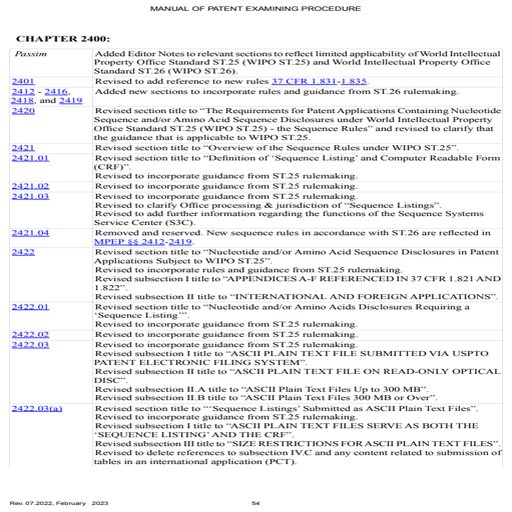 MANUAL OF PATENT EXAMINING PROCEDURE
CHAPTER 2400:
Passim
Added Editor Notes to relevant sections to reflect limited applicability of World Intellectual
Property Office Standard ST.25 (WIPO ST.25) and World Intellectual Property Office
Standard ST.26 (WIPO ST.26).
2401
Revised to add reference to new rules 37 CFR 1.831-1.835.
2412 - 2416,
2418, and 2419
Added new sections to incorporate rules and guidance from ST.26 rulemaking.
2420
Revised section title to “The Requirements for Patent Applications Containing Nucleotide
Sequence and/or Amino Acid Sequence Disclosures under World Intellectual Property
Office Standard ST.25 (WIPO ST.25) - the Sequence Rules” and revised to clarify that
the guidance that is applicable to WIPO ST.25.
2421
Revised section title to “Overview of the Sequence Rules under WIPO ST.25”.
2421.01
Revised section title to “Definition of ‘Sequence Listing’ and Computer Readable Form
(CRF)”.
Revised to incorporate guidance from ST.25 rulemaking.
2421.02
Revised to incorporate guidance from ST.25 rulemaking.
2421.03
Revised to incorporate guidance from ST.25 rulemaking.
Revised to clarify Office processing & jurisdiction of “Sequence Listings”.
Revised to add further information regarding the functions of the Sequence Systems
Service Center (S3C).
2421.04
Removed and reserved. New sequence rules in accordance with ST.26 are reflected in
MPEP §§ 2412-2419.
2422
Revised section title to “Nucleotide and/or Amino Acid Sequence Disclosures in Patent
Applications Subject to WIPO ST.25”.
Revised to incorporate rules and guidance from ST.25 rulemaking.
Revised subsection I title to “APPENDICES A-F REFERENCED IN 37 CFR 1.821 AND
1.822”.
Revised subsection II title to “INTERNATIONAL AND FOREIGN APPLICATIONS”.
2422.01
Revised section title to “Nucleotide and/or Amino Acids Disclosures Requiring a
‘Sequence Listing’”.
Revised to incorporate guidance from ST.25 rulemaking.
2422.02
Revised to incorporate guidance from ST.25 rulemaking.
2422.03
Revised to incorporate guidance from ST.25 rulemaking.
Revised subsection I title to “ASCII PLAIN TEXT FILE SUBMITTED VIA USPTO
PATENT ELECTRONIC FILING SYSTEM”.
Revised subsection II title to “ASCII PLAIN TEXT FILE ON READ-ONLY OPTICAL
DISC”.
Revised subsection II.A title to “ASCII Plain Text Files Up to 300 MB”.
Revised subsection II.B title to “ASCII Plain Text Files 300 MB or Over”.
2422.03(a)
Revised section title to “‘Sequence Listings’ Submitted as ASCII Plain Text Files”.
Revised to incorporate guidance from ST.25 rulemaking.
Revised subsection I title to “ASCII PLAIN TEXT FILES SERVE AS BOTH THE
‘SEQUENCE LISTING’ AND THE CRF”.
Revised subsection III title to “SIZE RESTRICTIONS FOR ASCII PLAIN TEXT FILES”.
Revised to delete references to subsection IV.C and any content related to submission of
tables in an international application (PCT).
Rev. 07.2022, February 2023
54